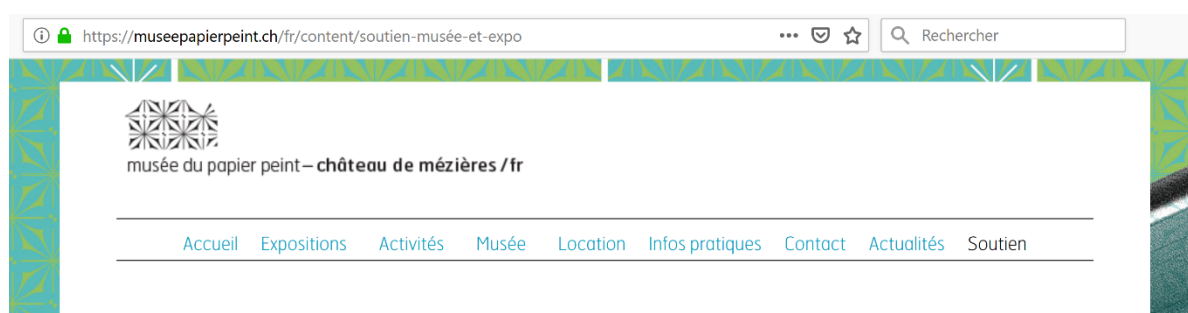 https://museepapierpeint.ch/fr/content/soutien-musée-et-expo ••• Rechercher
musée du papier peint – château de mézières / fr
Accueil Expositions Activités Musée Location Infos pratiques Contact Actualités Soutien